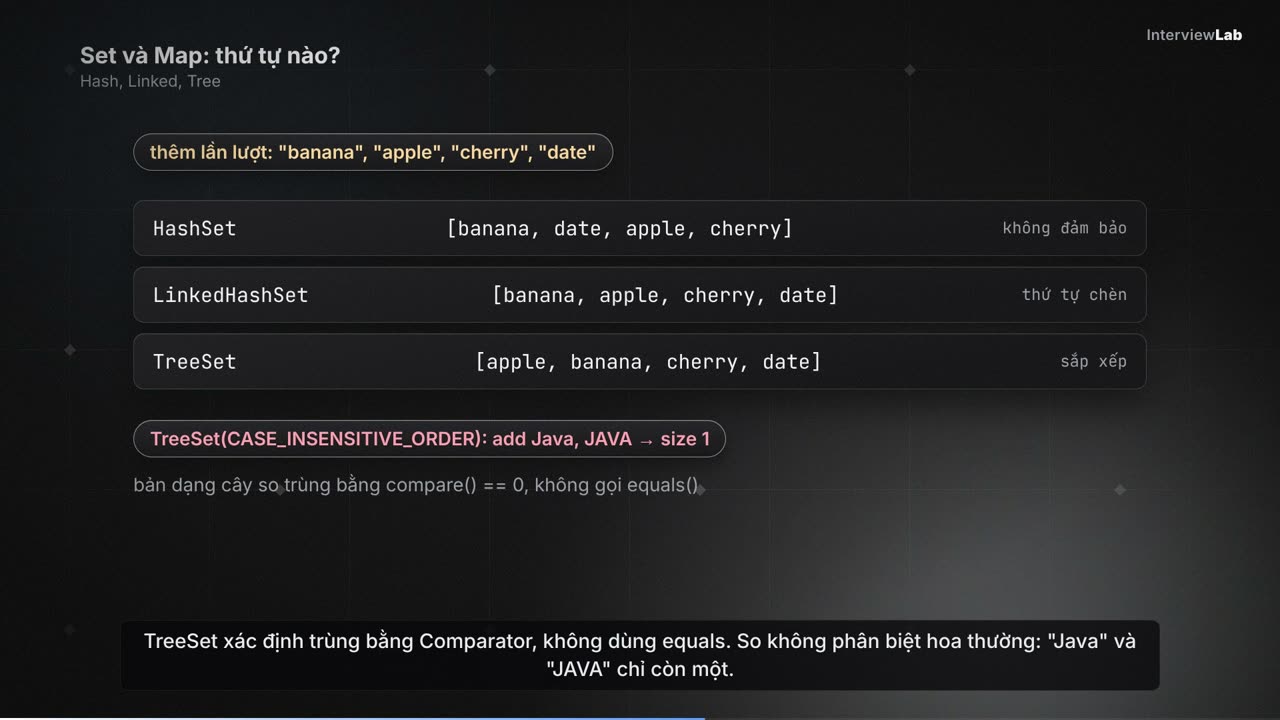 Set và Map: thứ tự nào?
InterviewLab
Hash, Linked, Tree
thêm lần lượt: "banana", "apple", "cherry", "date"
HashSet [banana, date, apple, cherry] không đảm bảo
LinkedHashSet [banana, apple, cherry, date] thứ tự chèn
TreeSet [apple, banana, cherry, date] sắp xếp
TreeSet(CASE_INSENSITIVE_ORDER): add Java, JAVA → size 1
bản dạng cây so trùng bằng compare() == 0, không gọi equals()
TreeSet xác định trùng bằng Comparator, không dùng equals. So không phân biệt hoa thường: "Java" và
"JAVA" chỉ còn một.